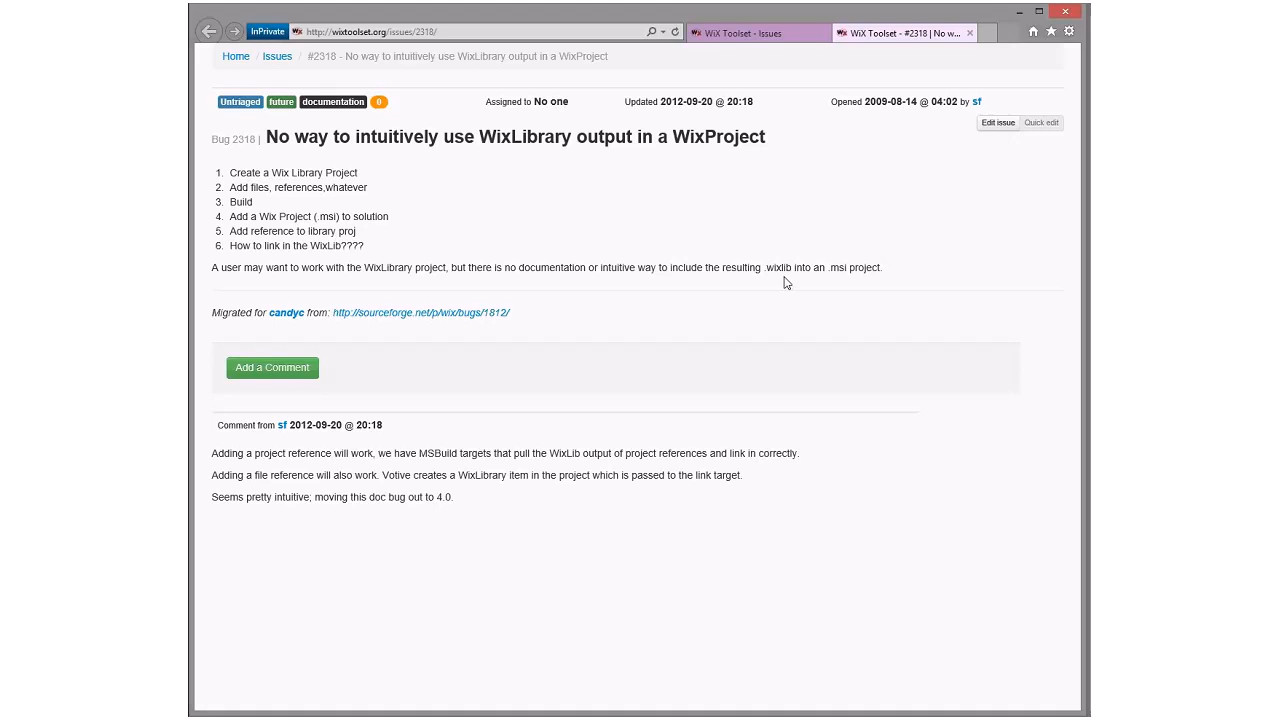 InPrivate http://wixtoolset.org/issues/2318/ WiX Toolset - Issues WiX Toolset - #2318 | No w...
Home / Issues / #2318 - No way to intuitively use WixLibrary output in a WixProject
Untriaged future documentation 0 Assigned to No one Updated 2012-09-20 @ 20:18 Opened 2009-08-14 @ 04:02 by sf
Edit issue Quick edit
Bug 2318 | No way to intuitively use WixLibrary output in a WixProject
1. Create a Wix Library Project
2. Add files, references,whatever
3. Build
4. Add a Wix Project (.msi) to solution
5. Add reference to library proj
6. How to link in the WixLib????
A user may want to work with the WixLibrary project, but there is no documentation or intuitive way to include the resulting .wixlib into an .msi project.
Migrated for candyc from: http://sourceforge.net/p/wix/bugs/1812/
Add a Comment
Comment from sf 2012-09-20 @ 20:18
Adding a project reference will work, we have MSBuild targets that pull the WixLib output of project references and link in correctly.
Adding a file reference will also work. Votive creates a WixLibrary item in the project which is passed to the link target.
Seems pretty intuitive; moving this doc bug out to 4.0.